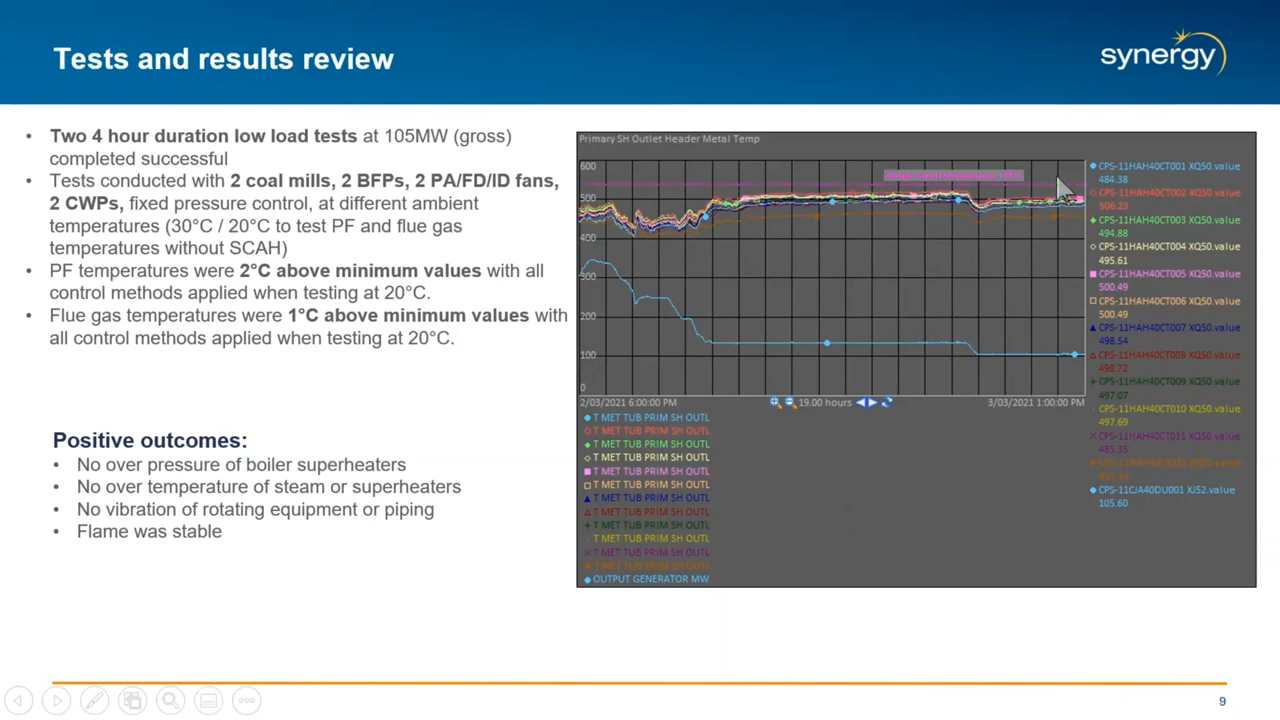 Tests and results review
synergy
• Two 4 hour duration low load tests at 105MW (gross)
completed successful
• Tests conducted with 2 coal mills, 2 BFPs, 2 PA/FD/ID fans,
2 CWPs, fixed pressure control, at different ambient
temperatures (30°C / 20°C to test PF and flue gas
temperatures without SCAH)
• PF temperatures were 2°C above minimum values with all
control methods applied when testing at 20°C.
• Flue gas temperatures were 1°C above minimum values with
all control methods applied when testing at 20°C.
Positive outcomes:
• No over pressure of boiler superheaters
• No over temperature of steam or superheaters
• No vibration of rotating equipment or piping
• Flame was stable
Primary SH Outlet Header Metal Temp
600
500
400
300
200
100
0
2/03/2021 6:00:00 PM
19.00 hours
3/03/2021 1:00:00 PM
CPS-11HAH40CT001 XQ50.value
484.38
CPS-11HAH40CT002 XQ50.value
506.23
CPS-11HAH40CT003 XQ50.value
494.88
CPS-11HAH40CT004 XQ50.value
495.61
CPS-11HAH40CT005 XQ50.value
500.49
CPS-11HAH40CT006 XQ50.value
500.49
CPS-11HAH40CT007 XQ50.value
498.54
CPS-11HAH40CT008 XQ50.value
498.72
CPS-11HAH40CT009 XQ50.value
497.07
CPS-11HAH40CT010 XQ50.value
497.69
CPS-11HAH40CT011 XQ50.value
485.35
CPS-11CJA40DU001 XJ52.value
105.60
T MET TUB PRIM SH OUTL
T MET TUB PRIM SH OUTL
T MET TUB PRIM SH OUTL
T MET TUB PRIM SH OUTL
T MET TUB PRIM SH OUTL
T MET TUB PRIM SH OUTL
T MET TUB PRIM SH OUTL
T MET TUB PRIM SH OUTL
T MET TUB PRIM SH OUTL
T MET TUB PRIM SH OUTL
T MET TUB PRIM SH OUTL
T MET TUB PRIM SH OUTL
OUTPUT GENERATOR MW
9